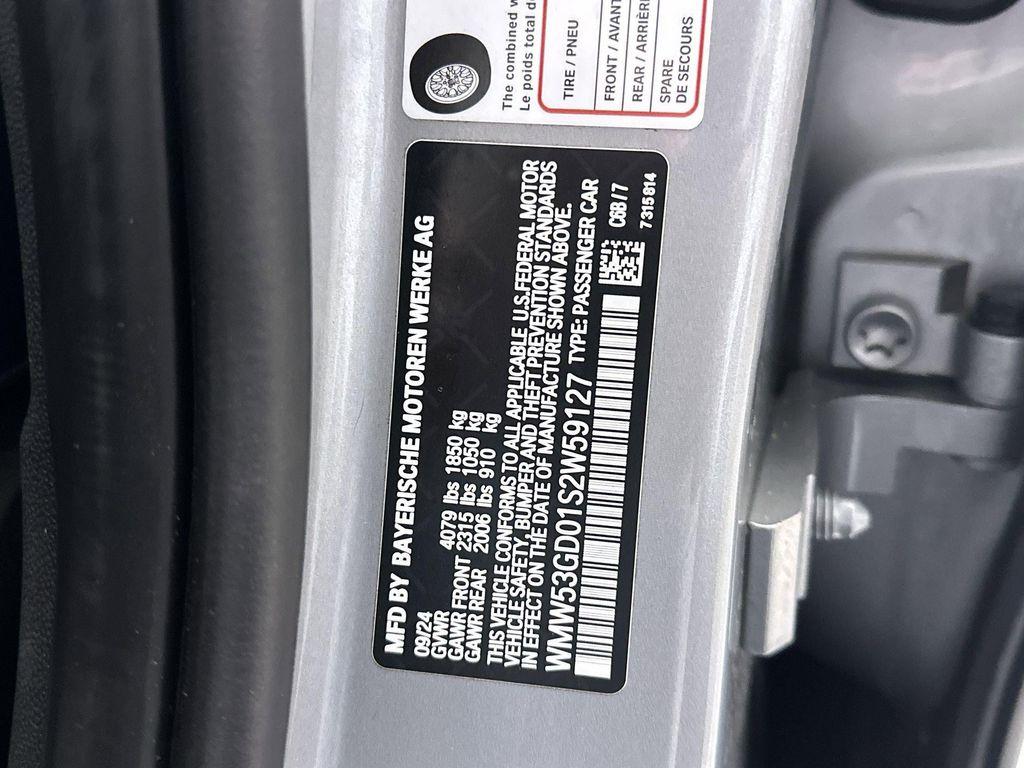 The combined
Le poids total d
TIRE / PNEU
FRONT / AVANT
REAR / ARRIÈRE
SPARE
DE SECOURS
MFD BY BAYERISCHE MOTOREN WERKE AG
09/24
GVWR 4079 lbs 1850 kg
GAWR FRONT 2315 lbs 1050 kg
GAWR REAR 2006 lbs 910 kg
THIS VEHICLE CONFORMS TO ALL APPLICABLE U.S.FEDERAL MOTOR
VEHICLE SAFETY, BUMPER AND THEFT PREVENTION STANDARDS
IN EFFECT ON THE DATE OF MANUFACTURE SHOWN ABOVE.
WMW53GD01S2W59127 TYPE: PASSENGER CAR
C6B / 7
7315814